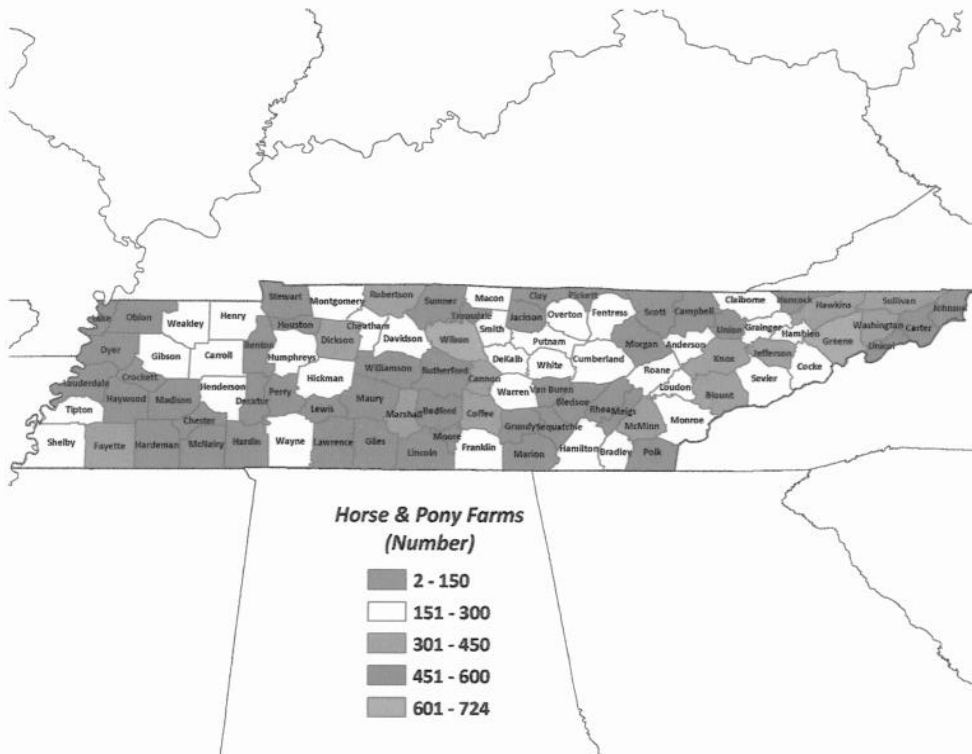 Stewart Montgomery Robertson Sumner Macon Clay Pickett Claiborne Hancock Hawkins Sullivan Johnson
Lake Obion Weakley Henry Houston Cheatham Trousdale Jackson Overton Fentress Scott Campbell Union Grainger Hamblen Washington Carter
Dyer Gibson Carroll Benton Humphreys Dickson Davidson Wilson Smith Putnam Morgan Anderson Knox Jefferson Greene Unicoi
Lauderdale Crockett Henderson Perry Hickman Williamson Rutherford DeKalb White Cumberland Roane Loudon Blount Sevier Cocke
Tipton Haywood Madison Decatur Lewis Maury Cannon Warren Van Buren Bledsoe Rhea Meigs Monroe
Chester Marshall Bedford Coffee McMinn
Shelby Fayette Hardeman McNairy Hardin Wayne Lawrence Giles Lincoln Moore Franklin Grundy Sequatchie Marion Hamilton Bradley Polk
Horse & Pony Farms
(Number)
2 - 150
151 - 300
301 - 450
451 - 600
601 - 724